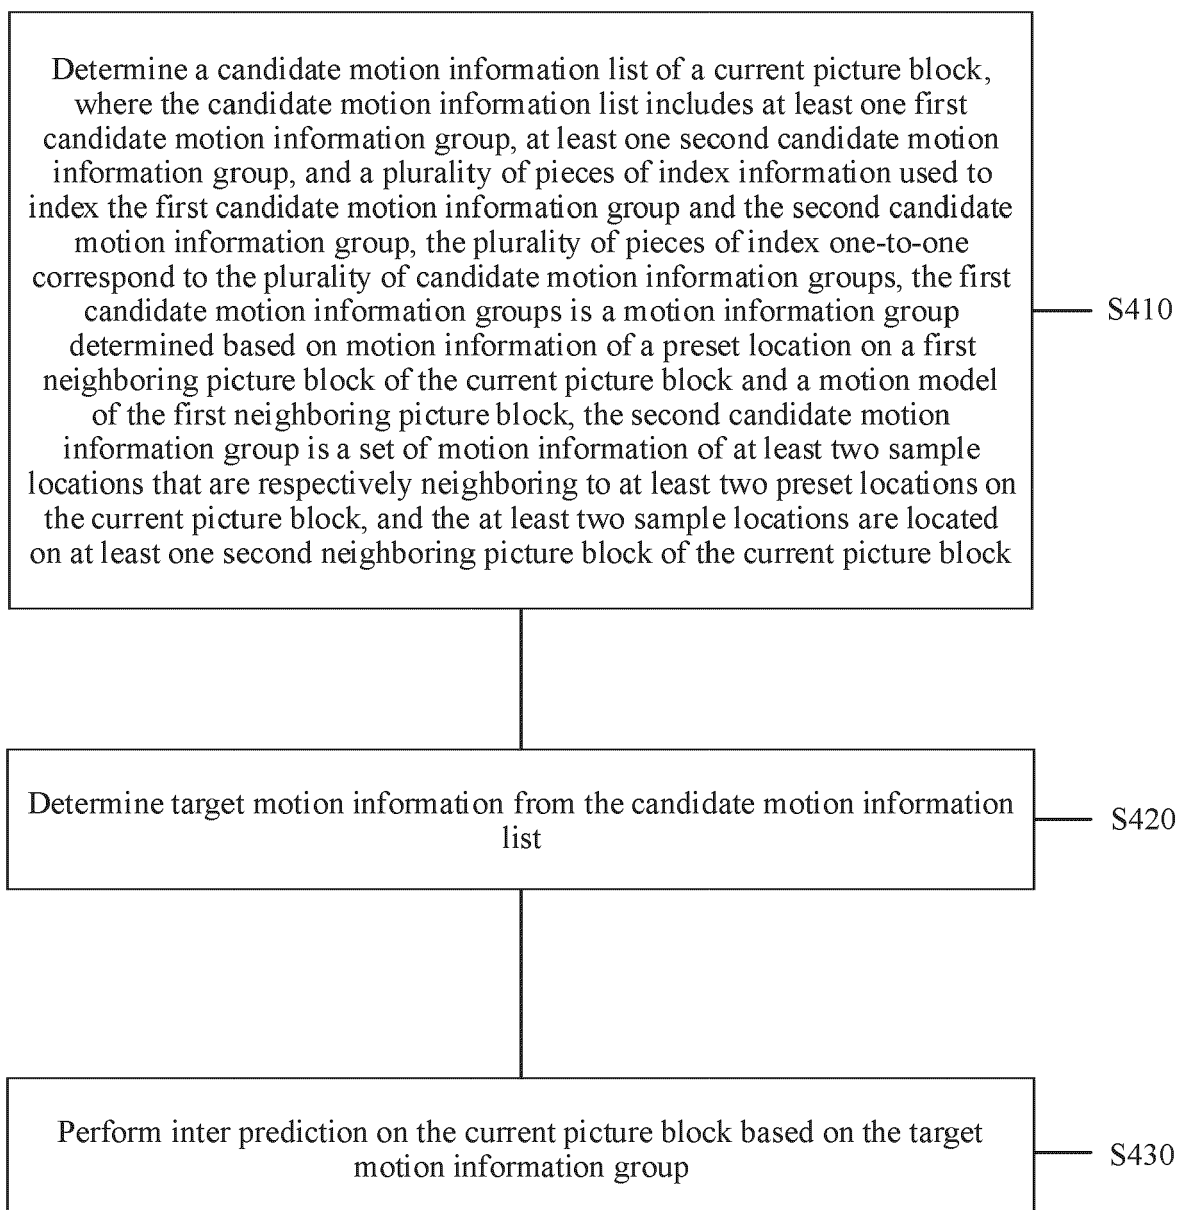 Determine a candidate motion information list of a current picture block,
where the candidate motion information list includes at least one first
candidate motion information group, at least one second candidate motion
information group, and a plurality of pieces of index information used to
index the first candidate motion information group and the second candidate
motion information group, the plurality of pieces of index one-to-one
correspond to the plurality of candidate motion information groups, the first
candidate motion information groups is a motion information group
determined based on motion information of a preset location on a first
neighboring picture block of the current picture block and a motion model
of the first neighboring picture block, the second candidate motion
information group is a set of motion information of at least two sample
locations that are respectively neighboring to at least two preset locations on
the current picture block, and the at least two sample locations are located
on at least one second neighboring picture block of the current picture block
S410
Determine target motion information from the candidate motion information
list
S420
Perform inter prediction on the current picture block based on the target
motion information group
S430